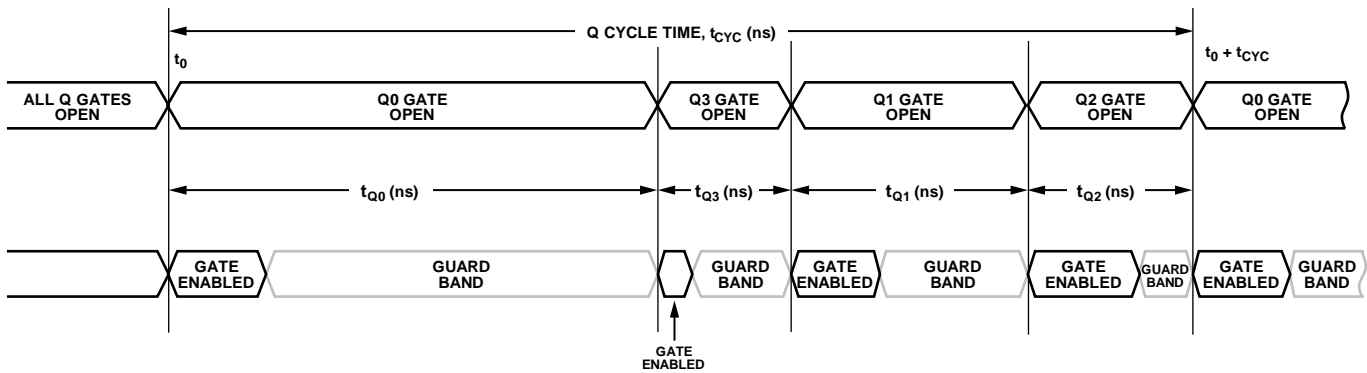 Q CYCLE TIME, tCYC (ns)
t0
t0 + tCYC
ALL Q GATES
OPEN
Q0 GATE
OPEN
Q3 GATE
OPEN
Q1 GATE
OPEN
Q2 GATE
OPEN
Q0 GATE
OPEN
tQ0 (ns)
tQ3 (ns)
tQ1 (ns)
tQ2 (ns)
GATE
ENABLED
GUARD
BAND
GUARD
BAND
GATE
ENABLED
GUARD
BAND
GATE
ENABLED
GUARD
BAND
GATE
ENABLED
GUARD
BAND
GATE
ENABLED